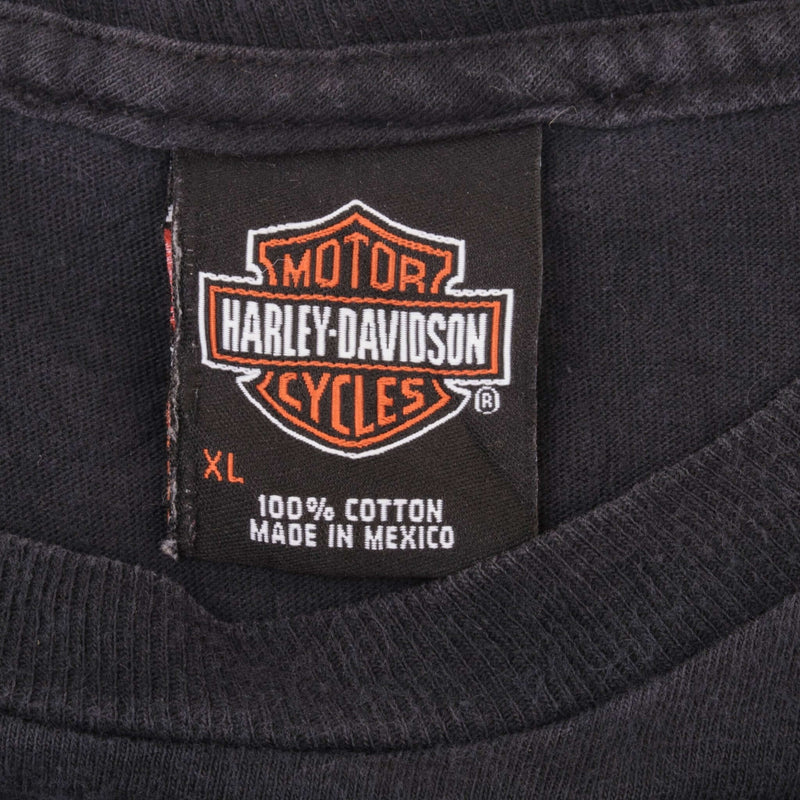 MOTOR
HARLEY-DAVIDSON
CYCLES
®
XL
100% COTTON
MADE IN MEXICO